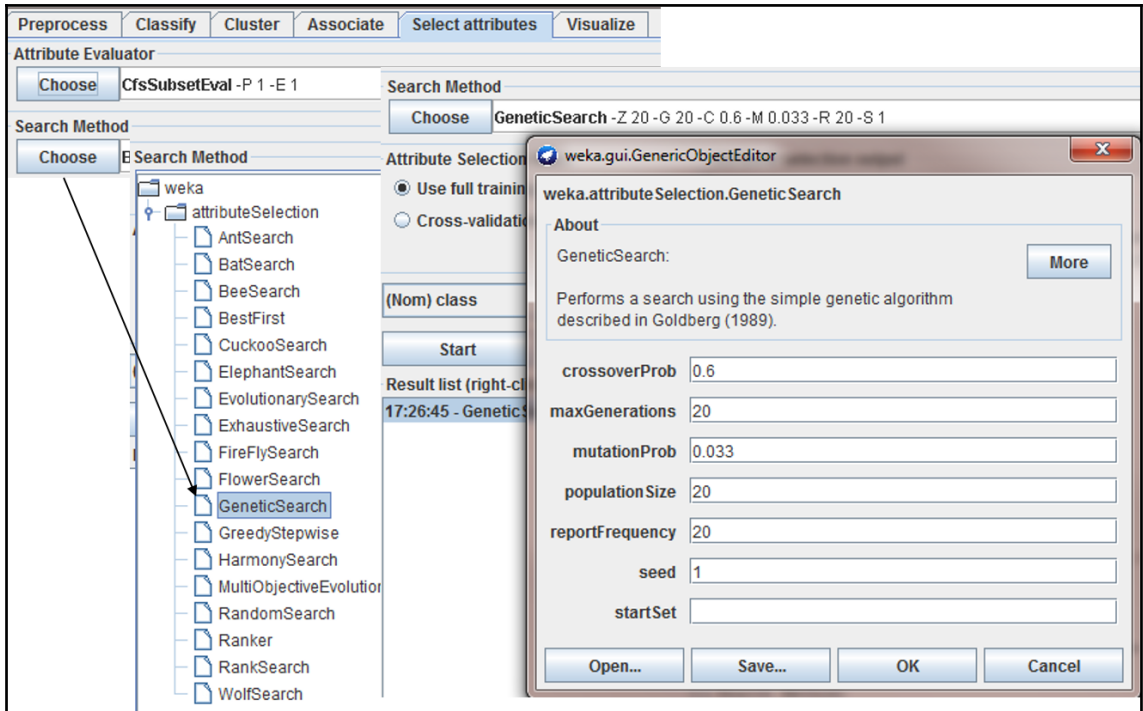 Preprocess Classify Cluster Associate Select attributes Visualize
Attribute Evaluator
Choose CfsSubsetEval -P 1 -E 1
Search Method
Choose
Search Method
weka
attributeSelection
AntSearch
BatSearch
BeeSearch
BestFirst
CuckooSearch
ElephantSearch
EvolutionarySearch
ExhaustiveSearch
FireFlySearch
FlowerSearch
GeneticSearch
GreedyStepwise
HarmonySearch
MultiObjectiveEvolution
RandomSearch
Ranker
RankSearch
WolfSearch
Search Method
Choose GeneticSearch -Z 20 -G 20 -C 0.6 -M 0.033 -R 20 -S 1
Attribute Selection
Use full trainin
Cross-validatio
(Nom) class
Start
Result list (right-cl
17:26:45 - GeneticS
weka.gui.GenericObjectEditor
weka.attributeSelection.GeneticSearch
About
GeneticSearch:
More
Performs a search using the simple genetic algorithm
described in Goldberg (1989).
crossoverProb 0.6
maxGenerations 20
mutationProb 0.033
populationSize 20
reportFrequency 20
seed 1
startSet
Open... Save... OK Cancel